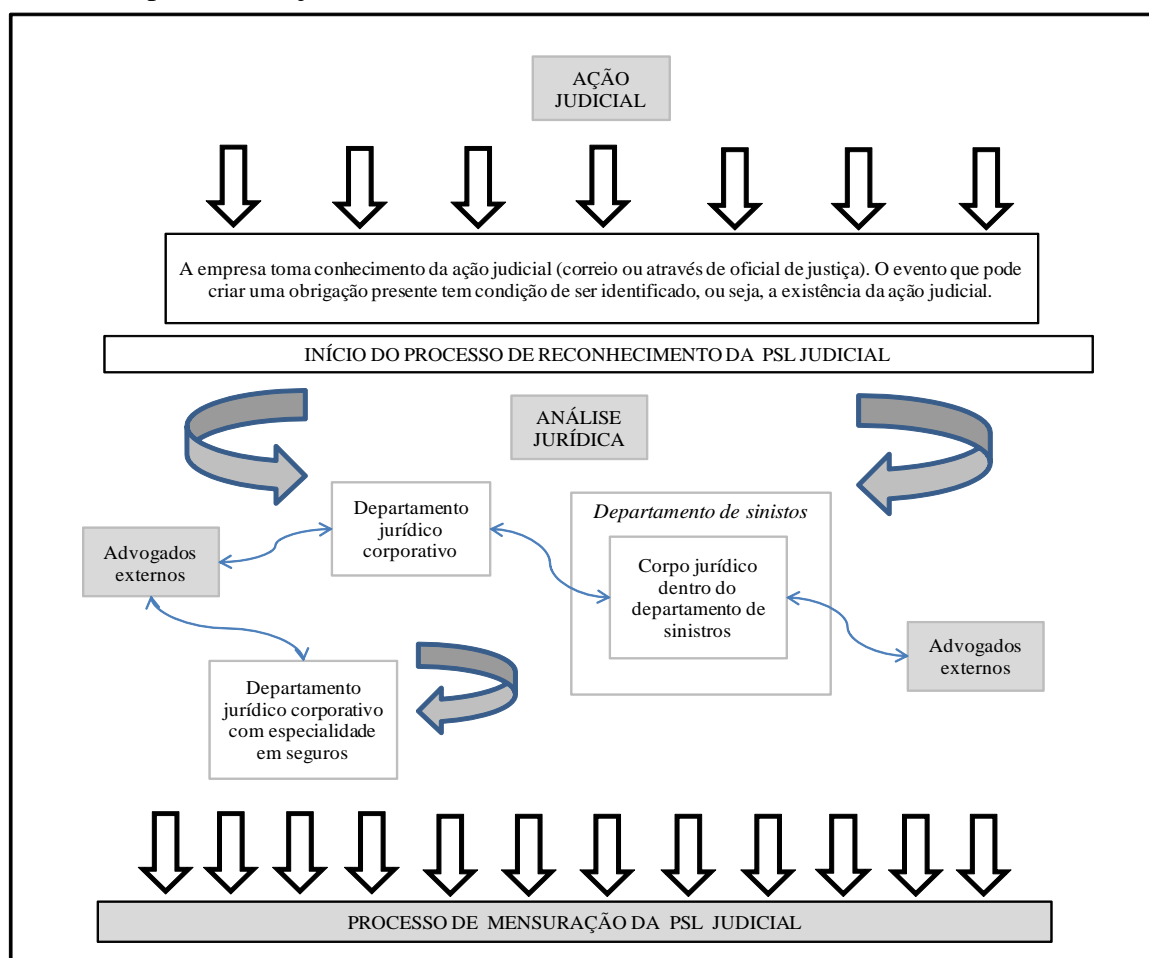 AÇÃO
JUDICIAL
A empresa toma conhecimento da ação judicial (correio ou através de oficial de justiça). O evento que pode
criar uma obrigação presente tem condição de ser identificado, ou seja, a existência da ação judicial.
INÍCIO DO PROCESSO DE RECONHECIMENTO DA PSL JUDICIAL
ANÁLISE
JURÍDICA
Departamento
jurídico
corporativo
Departamento de sinistos
Advogados
externos
Corpo jurídico
dentro do
departamento de
sinistros
Advogados
externos
Departamento
jurídico corporativo
com especialidade
em seguros
PROCESSO DE MENSURAÇÃO DA PSL JUDICIAL